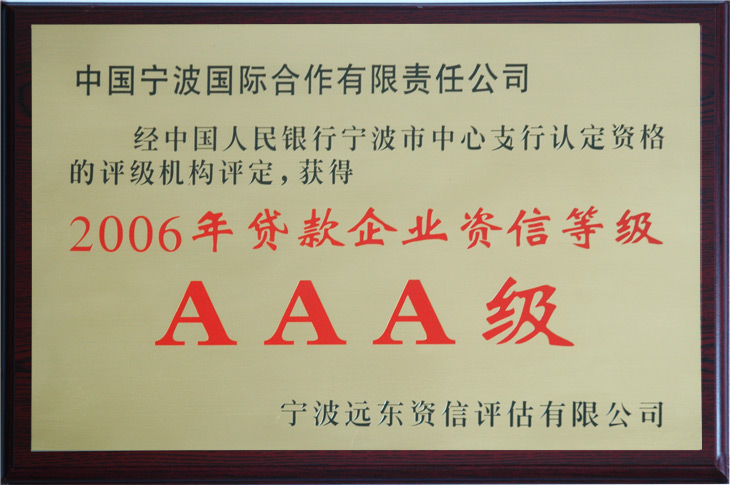 中国宁波国际合作有限责任公司
经中国人民银行宁波市中心支行认定资格
的评级机构评定，获得
2006年贷款企业资信等级
AAA级
宁波远东资信评估有限公司